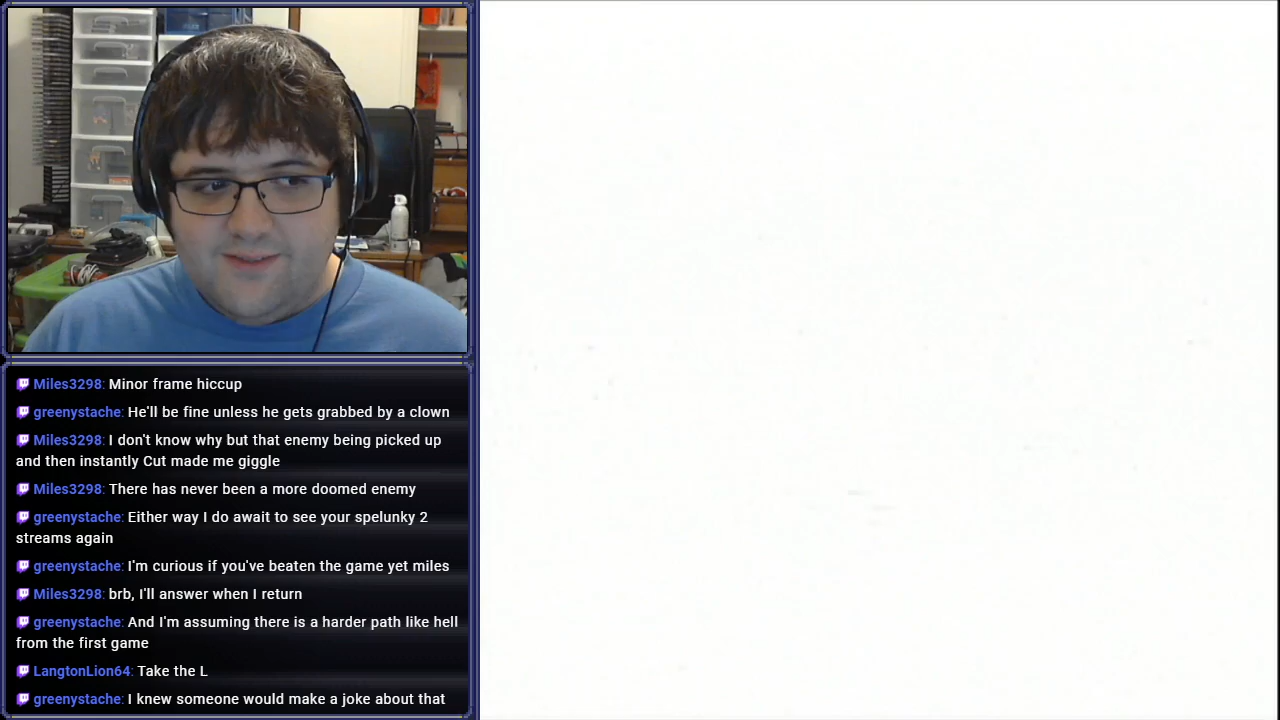 Miles3298: Minor frame hiccup
greenystache: He'll be fine unless he gets grabbed by a clown
Miles3298: I don't know why but that enemy being picked up
and then instantly Cut made me giggle
Miles3298: There has never been a more doomed enemy
greenystache: Either way I do await to see your spelunky 2
streams again
greenystache: I'm curious if you've beaten the game yet miles
Miles3298: brb, I'll answer when I return
greenystache: And I'm assuming there is a harder path like hell
from the first game
LangtonLion64: Take the L
greenystache: I knew someone would make a joke about that